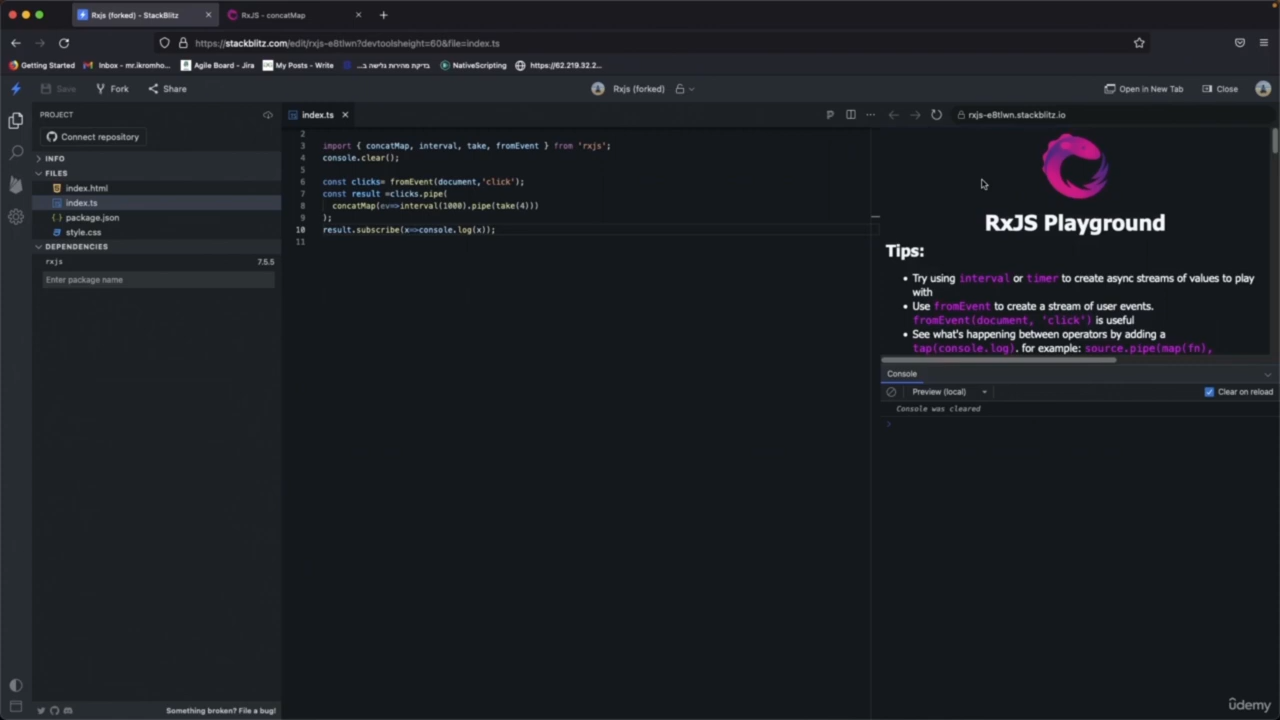 Rxjs (forked) - StackBlitz
RxJS - concatMap
https://stackblitz.com/edit/rxjs-e8tlwn?devtoolsheight=60&file=index.ts
Getting Started
Inbox - mr.ikromho...
Agile Board - Jira
My Posts - Write
בדיקת מהירות גלישה ב...
NativeScripting
https://62.219.32.2...
Save
Fork
Share
Rxjs (forked)
Open in New Tab
Close
PROJECT
Connect repository
INFO
FILES
index.html
index.ts
package.json
style.css
DEPENDENCIES
rxjs 7.5.5
Enter package name
Something broken? File a bug!
index.ts
2
3 import { concatMap, interval, take, fromEvent } from 'rxjs';
4 console.clear();
5
6 const clicks= fromEvent(document,'click');
7 const result =clicks.pipe(
8 concatMap(ev=>interval(1000).pipe(take(4)))
9 );
10 result.subscribe(x=>console.log(x));
11
rxjs-e8tlwn.stackblitz.io
RxJS Playground
Tips:
• Try using interval or timer to create async streams of values to play
with
• Use fromEvent to create a stream of user events.
fromEvent(document, 'click') is useful
• See what's happening between operators by adding a
tap(console.log). for example: source.pipe(map(fn),
Console
Preview (local)
Clear on reload
Console was cleared
ûdemy